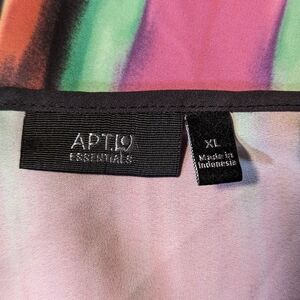 APT.9
ESSENTIALS
XL
Made in
Indonesia